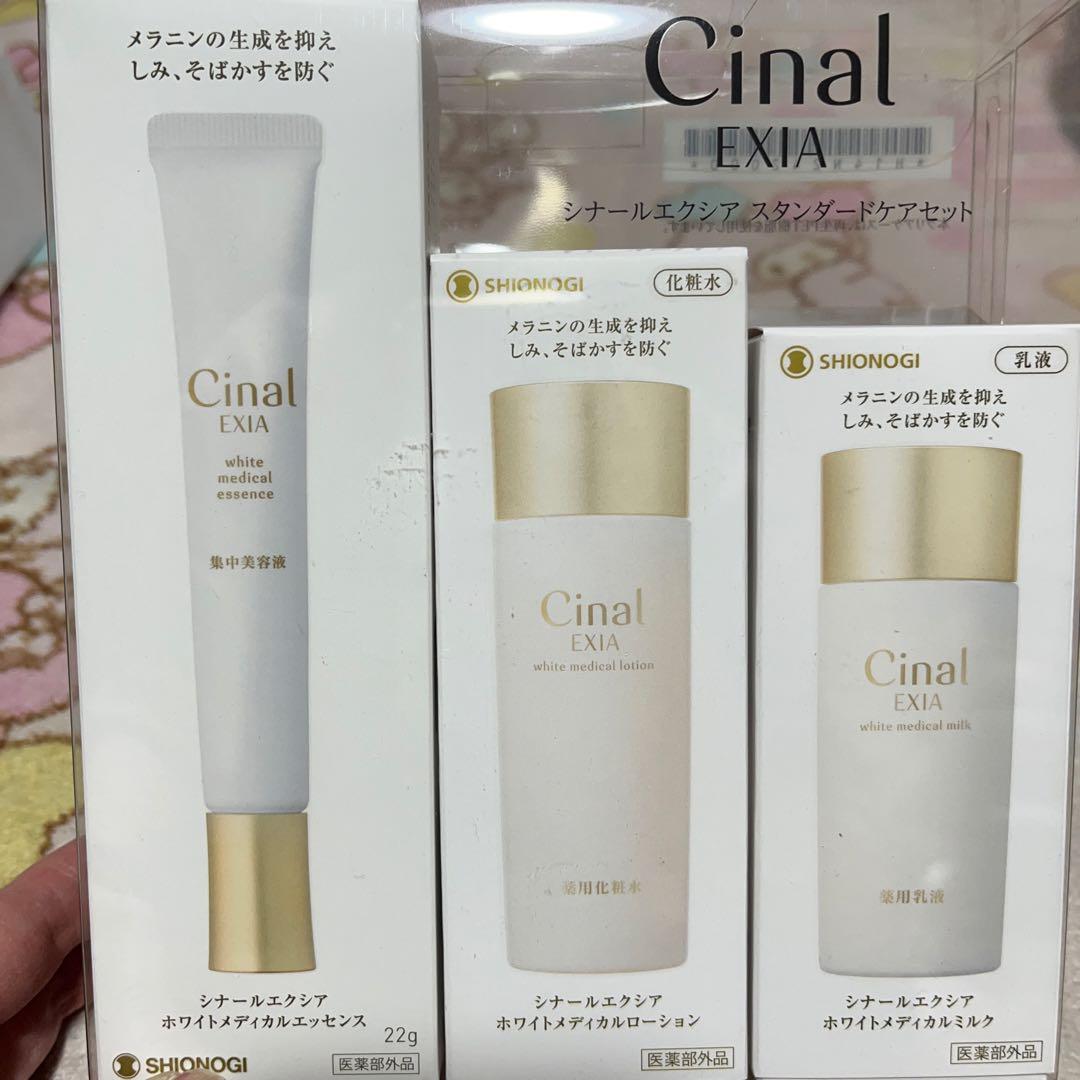 メラニンの生成を抑え
しみ、そばかすを防ぐ
Cinal
EXIA
white
medical
essence
集中美容液
シナールエクシア
ホワイトメディカルエッセンス
22g
SHIONOGI
医薬部外品
Cinal
EXIA
シナールエクシア スタンダードケアセット
SHIONOGI
化粧水
メラニンの生成を抑え
しみ、そばかすを防ぐ
Cinal
EXIA
white medical lotion
薬用化粧水
シナールエクシア
ホワイトメディカルローション
医薬部外品
SHIONOGI
乳液
メラニンの生成を抑え
しみ、そばかすを防ぐ
Cinal
EXIA
white medical milk
薬用乳液
シナールエクシア
ホワイトメディカルミルク
医薬部外品